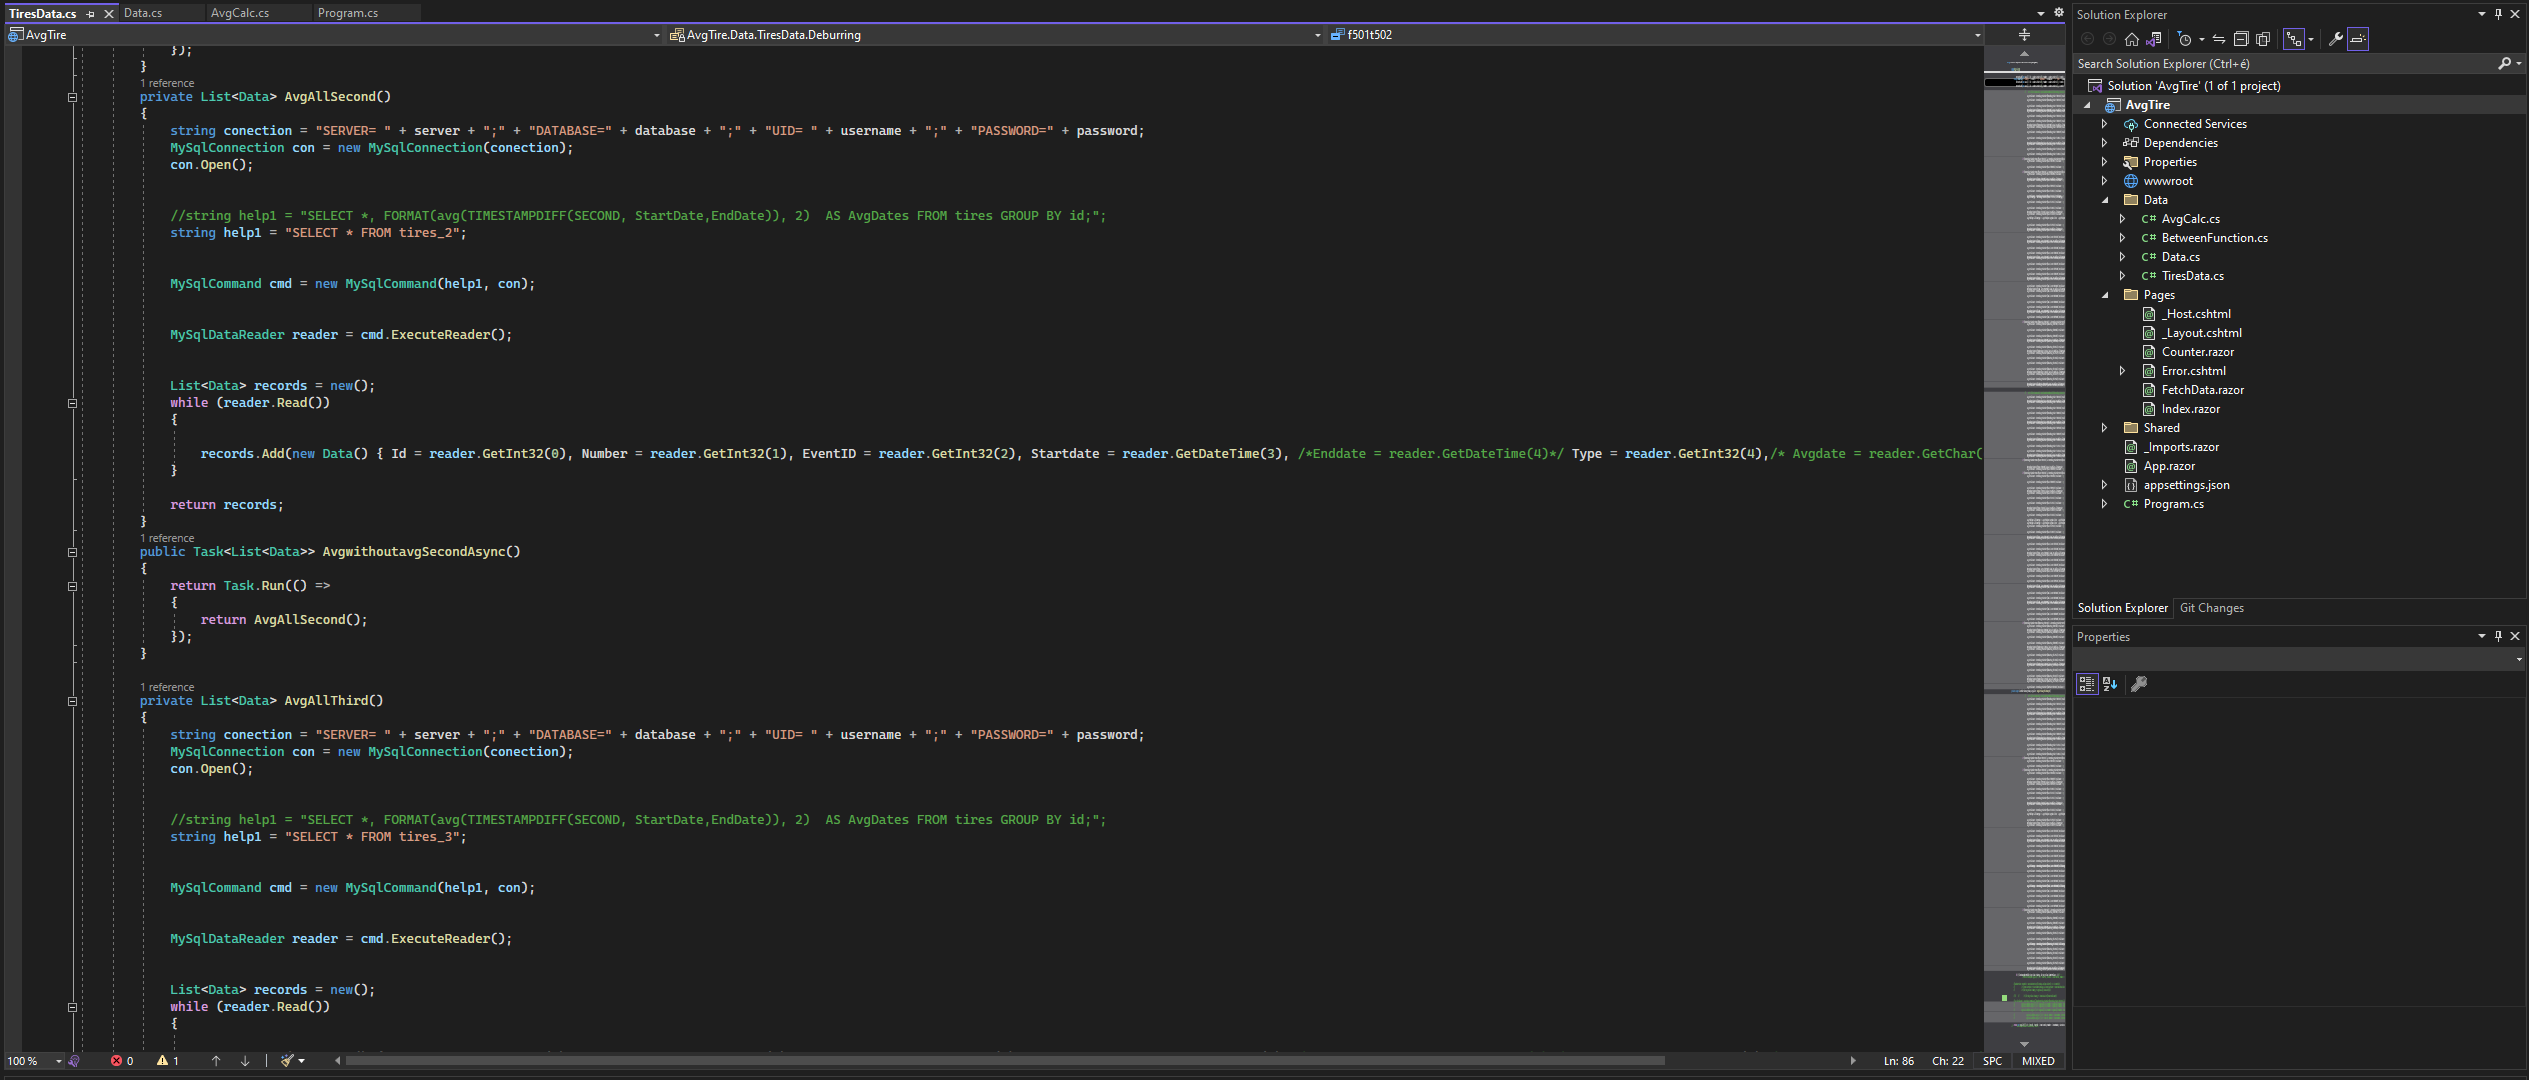 TiresData.cs
Data.cs
AvgCalc.cs
Program.cs
AvgTire
AvgTire.Data.TiresData.Deburring
f501t502
});
}
1 reference
private List<Data> AvgAllSecond()
{
string conection = "SERVER= " + server + ";" + "DATABASE=" + database + ";" + "UID= " + username + ";" + "PASSWORD=" + password;
MySqlConnection con = new MySqlConnection(conection);
con.Open();
//string help1 = "SELECT *, FORMAT(avg(TIMESTAMPDIFF(SECOND, StartDate,EndDate)), 2)  AS AvgDates FROM tires GROUP BY id;";
string help1 = "SELECT * FROM tires_2";
MySqlCommand cmd = new MySqlCommand(help1, con);
MySqlDataReader reader = cmd.ExecuteReader();
List<Data> records = new();
while (reader.Read())
{
records.Add(new Data() { Id = reader.GetInt32(0), Number = reader.GetInt32(1), EventID = reader.GetInt32(2), Startdate = reader.GetDateTime(3), /*Enddate = reader.GetDateTime(4)*/ Type = reader.GetInt32(4),/* Avgdate = reader.GetChar(
}
return records;
}
1 reference
public Task<List<Data>> AvgwithoutavgSecondAsync()
{
return Task.Run(() =>
{
return AvgAllSecond();
});
}
1 reference
private List<Data> AvgAllThird()
{
string conection = "SERVER= " + server + ";" + "DATABASE=" + database + ";" + "UID= " + username + ";" + "PASSWORD=" + password;
MySqlConnection con = new MySqlConnection(conection);
con.Open();
//string help1 = "SELECT *, FORMAT(avg(TIMESTAMPDIFF(SECOND, StartDate,EndDate)), 2)  AS AvgDates FROM tires GROUP BY id;";
string help1 = "SELECT * FROM tires_3";
MySqlCommand cmd = new MySqlCommand(help1, con);
MySqlDataReader reader = cmd.ExecuteReader();
List<Data> records = new();
while (reader.Read())
{
100 %
0
1
Ln: 86
Ch: 22
SPC
MIXED
Solution Explorer
Search Solution Explorer (Ctrl+é)
Solution 'AvgTire' (1 of 1 project)
AvgTire
Connected Services
Dependencies
Properties
wwwroot
Data
C# AvgCalc.cs
C# BetweenFunction.cs
C# Data.cs
C# TiresData.cs
Pages
_Host.cshtml
_Layout.cshtml
Counter.razor
Error.cshtml
FetchData.razor
Index.razor
Shared
_Imports.razor
App.razor
appsettings.json
C# Program.cs
Solution Explorer
Git Changes
Properties